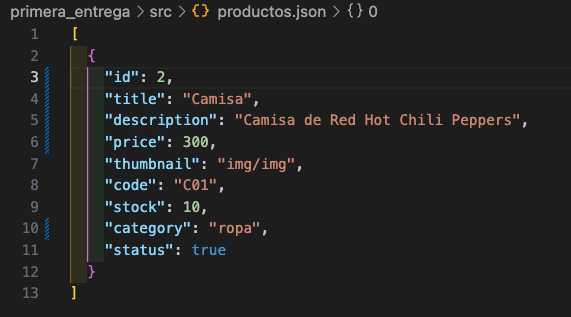 primera_entrega > src > {} productos.json > {} 0
1 [
2 {
3 "id": 2,
4 "title": "Camisa",
5 "description": "Camisa de Red Hot Chili Peppers",
6 "price": 300,
7 "thumbnail": "img/img",
8 "code": "C01",
9 "stock": 10,
10 "category": "ropa",
11 "status": true
12 }
13 ]